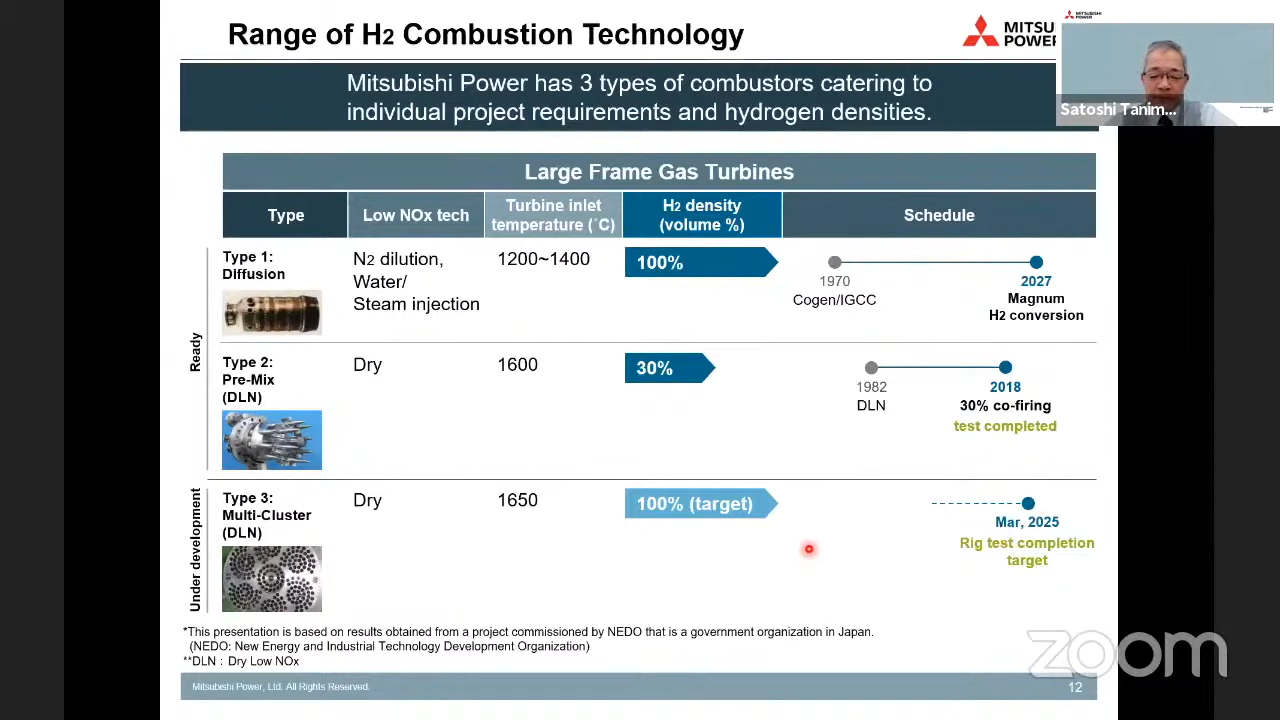 Range of H2 Combustion Technology
MITSU
POWER
MITSUBISHI
POWER
Satoshi Tanim...
Mitsubishi Power has 3 types of combustors catering to
individual project requirements and hydrogen densities.
Large Frame Gas Turbines
Type
Low NOx tech
Turbine inlet
temperature (˚C)
H2 density
(volume %)
Schedule
Ready
Type 1:
Diffusion
N2 dilution,
Water/
Steam injection
1200~1400
100%
1970
Cogen/IGCC
2027
Magnum
H2 conversion
Type 2:
Pre-Mix
(DLN)
Dry
1600
30%
1982
DLN
2018
30% co-firing
test completed
Under development
Type 3:
Multi-Cluster
(DLN)
Dry
1650
100% (target)
Mar, 2025
Rig test completion
target
*This presentation is based on results obtained from a project commissioned by NEDO that is a government organization in Japan.
(NEDO: New Energy and Industrial Technology Development Organization)
**DLN : Dry Low NOx
zoom
Mitsubishi Power, Ltd. All Rights Reserved.
12